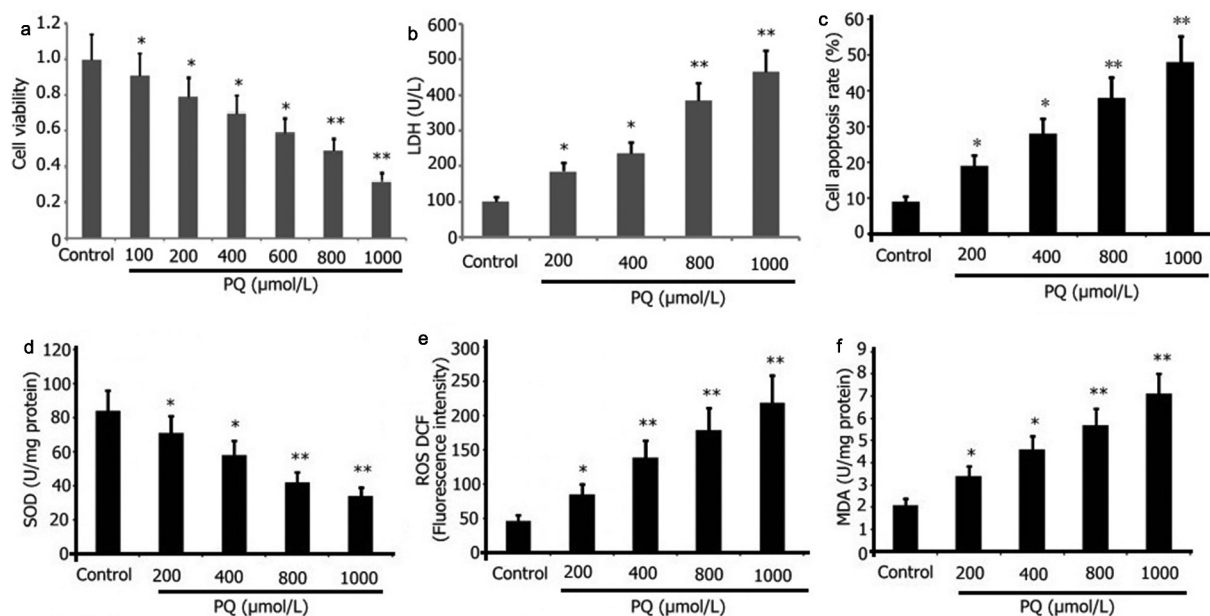 a
Cell viability
1.2
1.0
0.8
0.6
0.4
0.2
0
* * * * ** **
Control 100 200 400 600 800 1000
PQ (µmol/L)
b
LDH (U/L)
600
500
400
300
200
100
0
* * ** **
Control 200 400 800 1000
PQ (µmol/L)
c
Cell apoptosis rate (%)
60
50
40
30
20
10
0
* * ** **
Control 200 400 800 1000
PQ (µmol/L)
d
SOD (U/mg protein)
120
100
80
60
40
20
0
* * ** **
Control 200 400 800 1000
PQ (µmol/L)
e
ROS DCF
(Fluorescence intensity)
300
250
200
150
100
50
0
* ** ** **
Control 200 400 800 1000
PQ (µmol/L)
f
MDA (U/mg protein)
9
8
7
6
5
4
3
2
1
0
* * ** **
Control 200 400 800 1000
PQ (µmol/L)